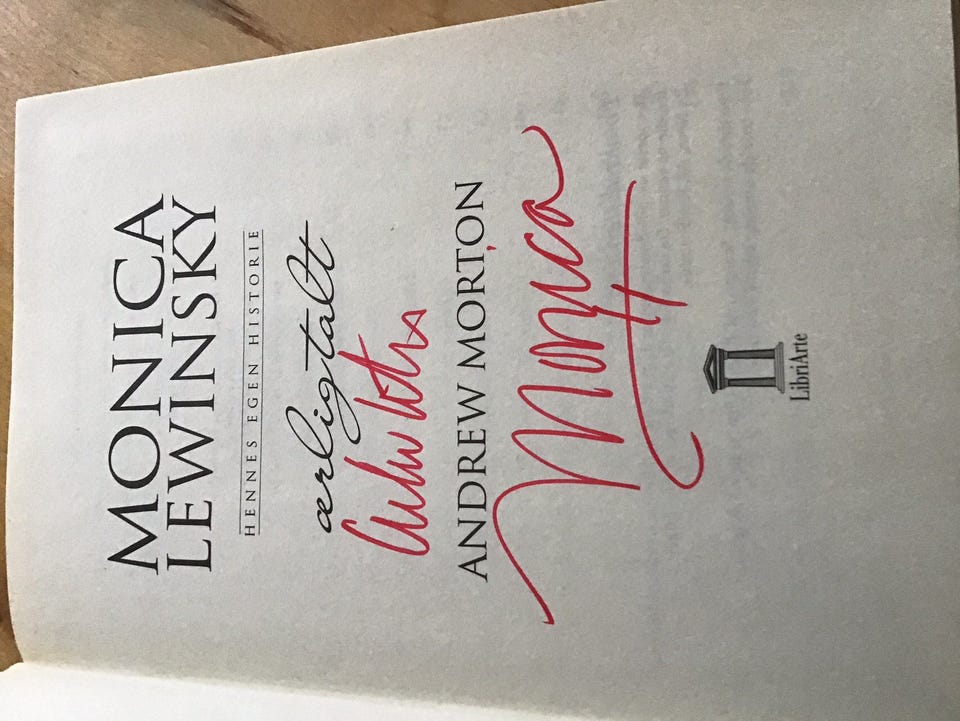 MONICA
LEWINSKY
HENNES EGEN HISTORIE
ærligtalt
ANDREW MORTON
Monica
LibriArte